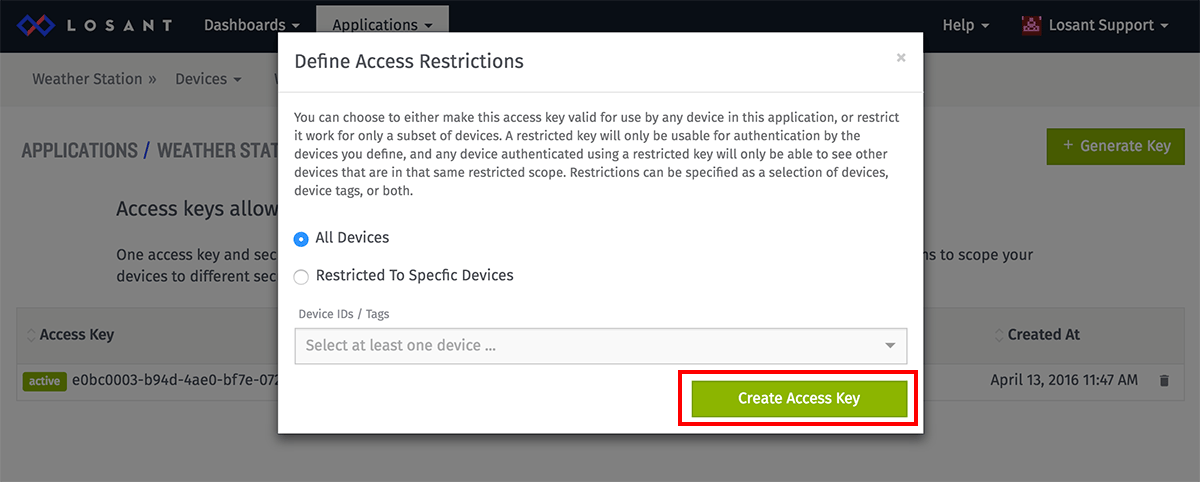 LOSANT Dashboards Applications Help Losant Support
Define Access Restrictions ×
Weather Station » Devices
You can choose to either make this access key valid for use by any device in this application, or restrict
it work for only a subset of devices. A restricted key will only be usable for authentication by the
devices you define, and any device authenticated using a restricted key will only be able to see other
devices that are in that same restricted scope. Restrictions can be specified as a selection of devices,
device tags, or both.
APPLICATIONS / WEATHER STAT
+ Generate Key
Access keys allow
All Devices
One access key and sec
ns to scope your
devices to different sec
Restricted To Specfic Devices
Device IDs / Tags
Access Key
Created At
Select at least one device ...
active e0bc0003-b94d-4ae0-bf7e-072
April 13, 2016 11:47 AM
Create Access Key